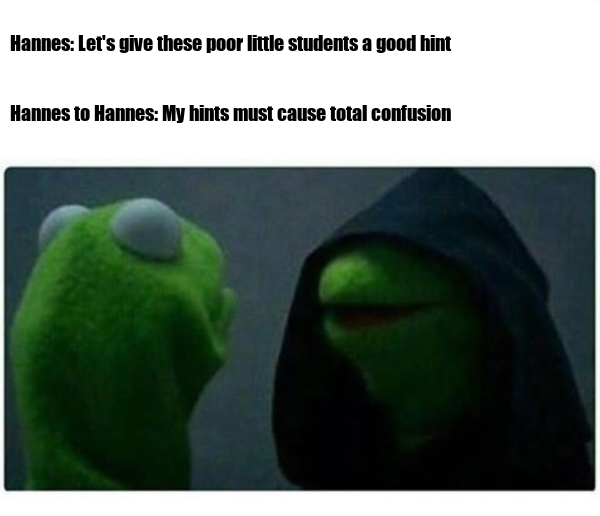 Hannes: Let's give these poor little students a good hint
Hannes to Hannes: My hints must cause total confusion